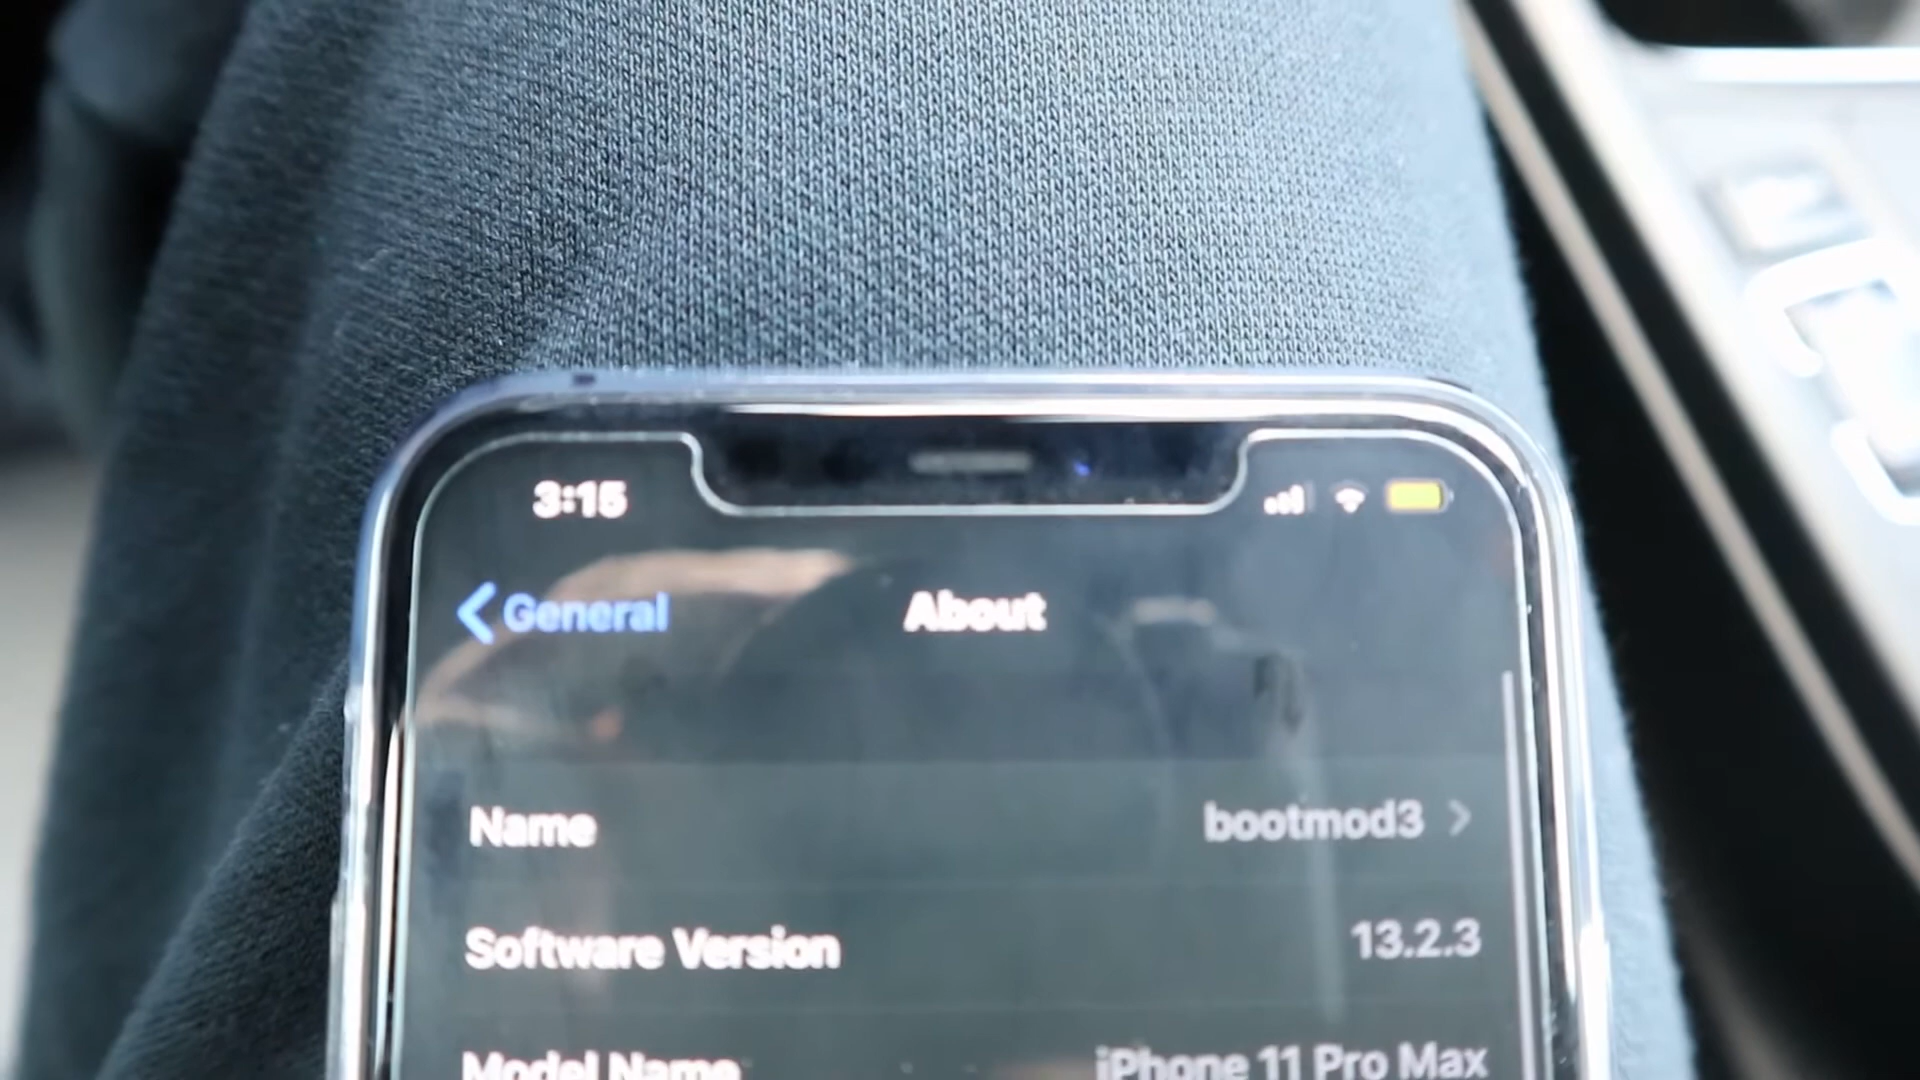 3:15
General
About
Name bootmod3
Software Version 13.2.3
Model Name iPhone 11 Pro Max